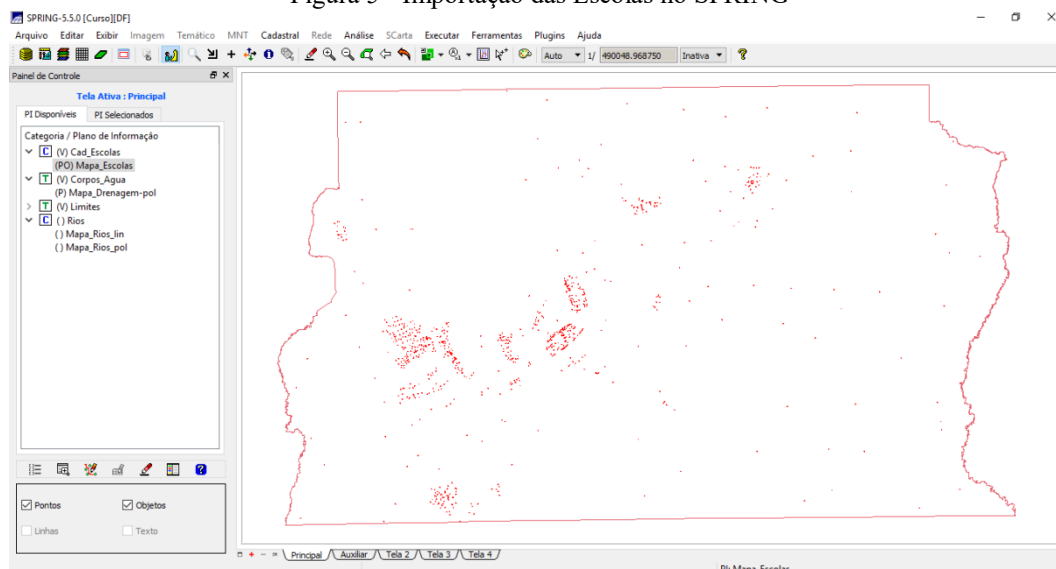 Figura 5 - Importação das Escolas no SPRING
SPRING-5.5.0 [Curso][DF]
Arquivo Editar Exibir Imagem Temático MNT Cadastral Rede Análise SCarta Executar Ferramentas Plugins Ajuda
Auto 1/ 490048.968750 Inativa
Painel de Controle
Tela Ativa : Principal
PI Disponíveis PI Selecionados
Categoria / Plano de Informação
C (V) Cad_Escolas
(PO) Mapa_Escolas
T (V) Corpos_Agua
(P) Mapa_Drenagem-pol
T (V) Limites
C ( ) Rios
( ) Mapa_Rios_lin
( ) Mapa_Rios_pol
Pontos Objetos
Linhas Texto
Principal Auxiliar Tela 2 Tela 3 Tela 4
PI: Mapa_Escolas